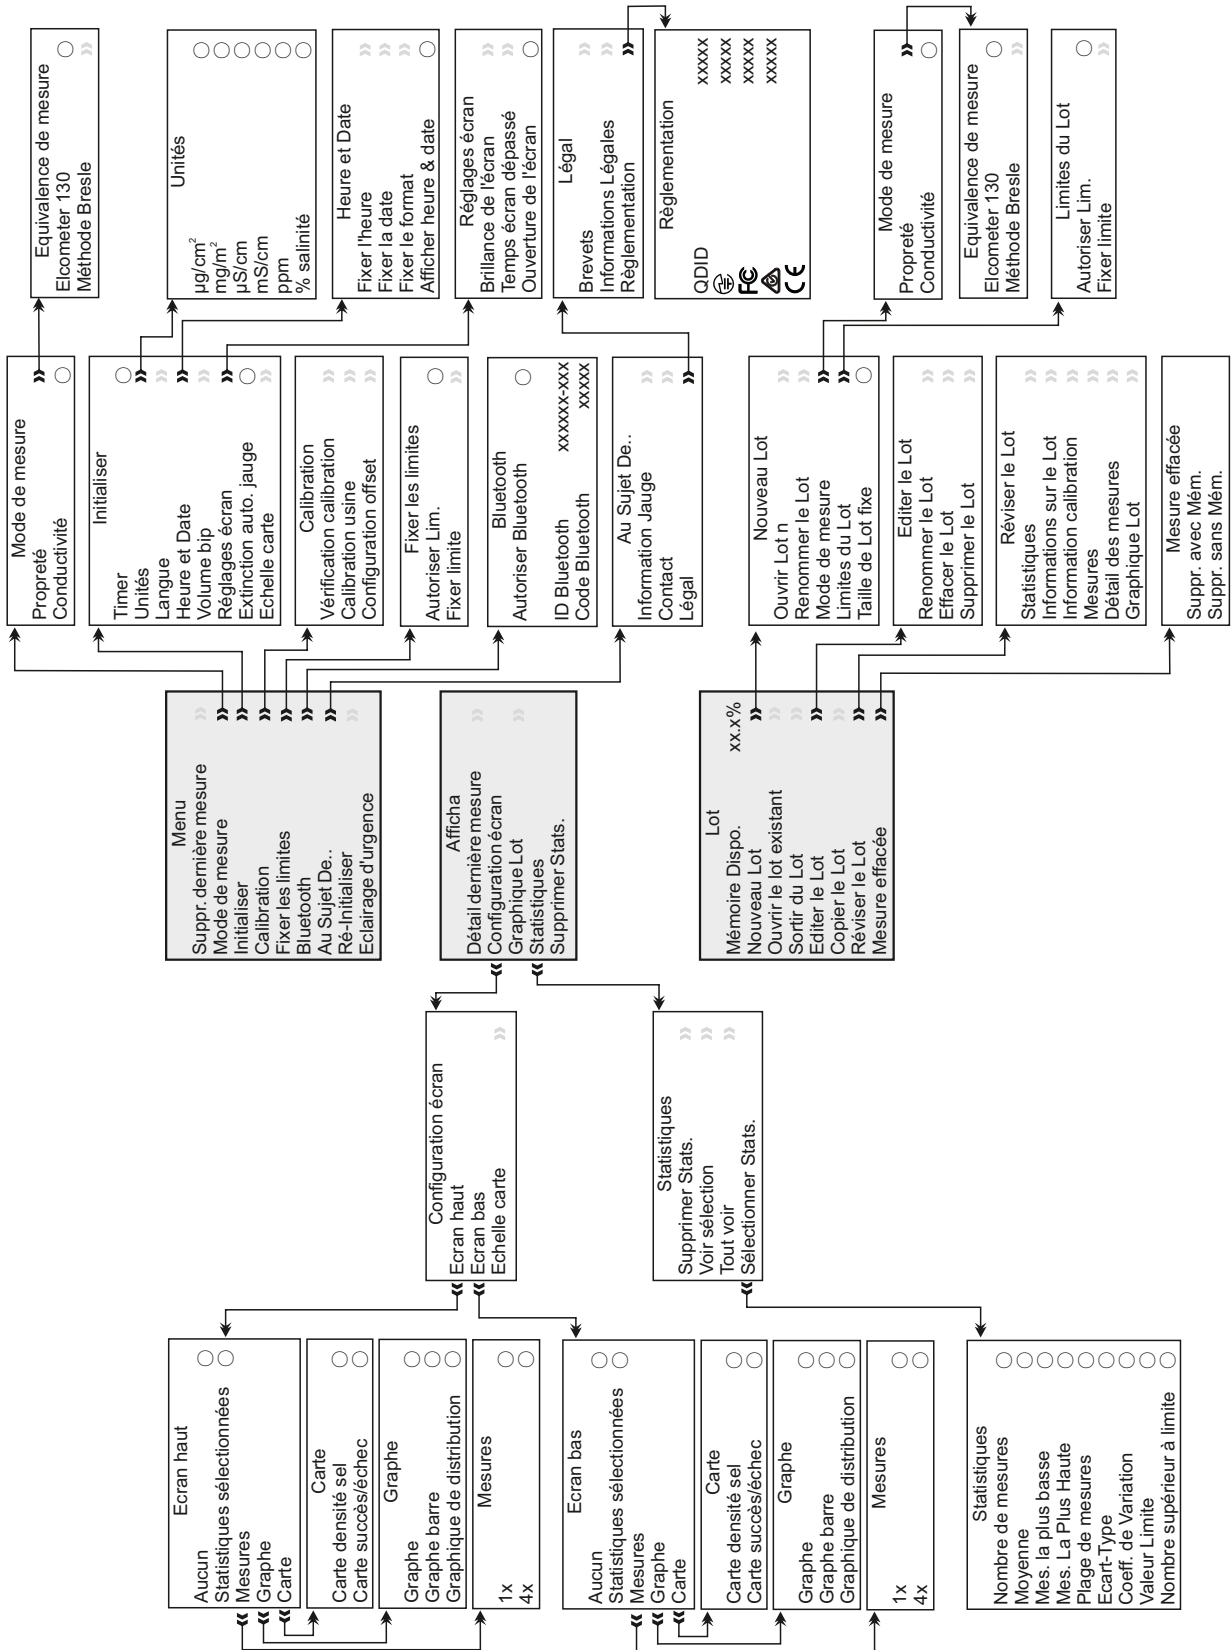 Menu
Suppr. dernière mesure
Mode de mesure
Initialiser
Calibration
Fixer les limites
Bluetooth
Au Sujet De..
Ré-Initialiser
Eclairage d'urgence
Mode de mesure
Propreté
Conductivité
Equivalence de mesure
Elcometer 130
Méthode Bresle
Initialiser
Timer
Unités
Langue
Heure et Date
Volume bip
Réglages écran
Extinction auto. jauge
Echelle carte
Unités
µg/cm²
mg/m²
µS/cm
mS/cm
ppm
% salinité
Heure et Date
Fixer l'heure
Fixer la date
Fixer le format
Afficher heure & date
Réglages écran
Brillance de l'écran
Temps écran dépassé
Ouverture de l'écran
Calibration
Vérification calibration
Calibration usine
Configuration offset
Fixer les limites
Autoriser Lim.
Fixer limite
Bluetooth
Autoriser Bluetooth
ID Bluetooth xxxxxx-xxx
Code Bluetooth xxxxx
Au Sujet De..
Information Jauge
Contact
Légal
Légal
Brevets
Informations Légales
Règlementation
Règlementation
QDID xxxxx
xxxxx
FC xxxxx
xxxxx
CE
Afficha
Détail dernière mesure
Configuration écran
Graphique Lot
Statistiques
Supprimer Stats.
Configuration écran
Ecran haut
Ecran bas
Echelle carte
Ecran haut
Aucun
Statistiques sélectionnées
Mesures
Graphe
Carte
Carte
Carte densité sel
Carte succès/échec
Graphe
Graphe
Graphe barre
Graphique de distribution
Mesures
1x
4x
Ecran bas
Aucun
Statistiques sélectionnées
Mesures
Graphe
Carte
Carte
Carte densité sel
Carte succès/échec
Graphe
Graphe
Graphe barre
Graphique de distribution
Mesures
1x
4x
Statistiques
Supprimer Stats.
Voir sélection
Tout voir
Sélectionner Stats.
Statistiques
Nombre de mesures
Moyenne
Mes. la plus basse
Mes. La Plus Haute
Plage de mesures
Ecart-Type
Coeff. de Variation
Valeur Limite
Nombre supérieur à limite
Lot
Mémoire Dispo. xx.x%
Nouveau Lot
Ouvrir le lot existant
Sortir du Lot
Editer le Lot
Copier le Lot
Réviser le Lot
Mesure effacée
Nouveau Lot
Ouvrir Lot n
Renommer le Lot
Mode de mesure
Limites du Lot
Taille de Lot fixe
Mode de mesure
Propreté
Conductivité
Equivalence de mesure
Elcometer 130
Méthode Bresle
Limites du Lot
Autoriser Lim.
Fixer limite
Editer le Lot
Renommer le Lot
Effacer le Lot
Supprimer le Lot
Réviser le Lot
Statistiques
Informations sur le Lot
Information calibration
Mesures
Détail des mesures
Graphique Lot
Mesure effacée
Suppr. avec Mém.
Suppr. sans Mém.